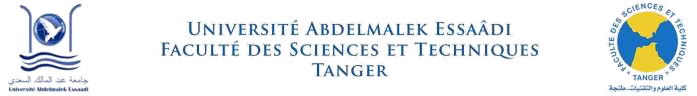 UNIVERSITÉ ABDELMALEK ESSAÂDI
FACULTÉ DES SCIENCES ET TECHNIQUES
TANGER
جامعة عبد المالك السعدي
Université Abdelmalek Essaadi
FACULTE DES SCIENCES ET TECHNIQUES
TANGER
كلية العلوم والتقنيات-طنجة